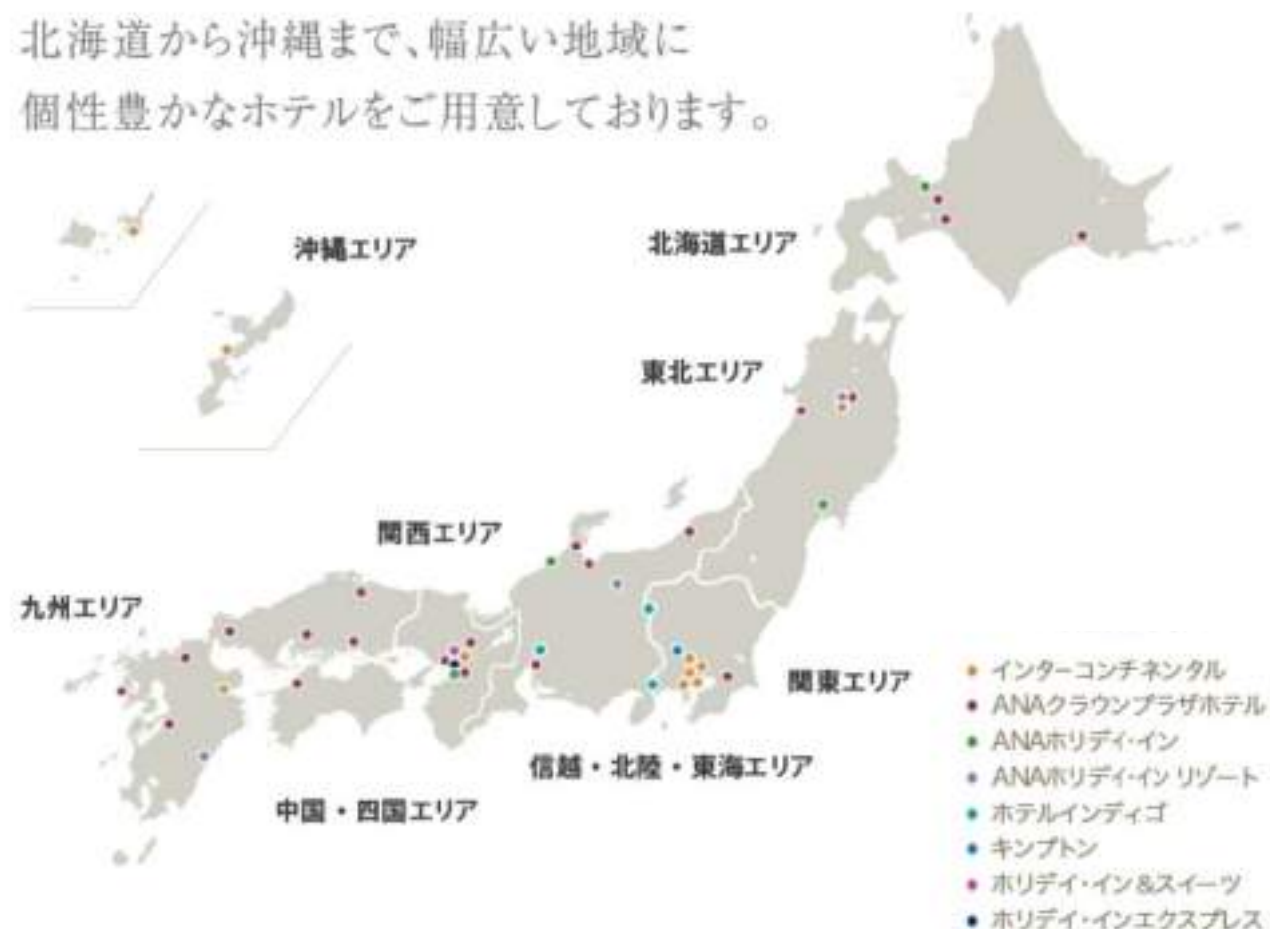 北海道から沖縄まで、幅広い地域に
個性豊かなホテルをご用意しております。
沖縄エリア
北海道エリア
東北エリア
関西エリア
九州エリア
関東エリア
信越・北陸・東海エリア
中国・四国エリア
インターコンチネンタル
ANAクラウンプラザホテル
ANAホリデイ・イン
ANAホリデイ・イン リゾート
ホテルインディゴ
キンプトン
ホリデイ・イン&スイーツ
ホリデイ・インエクスプレス